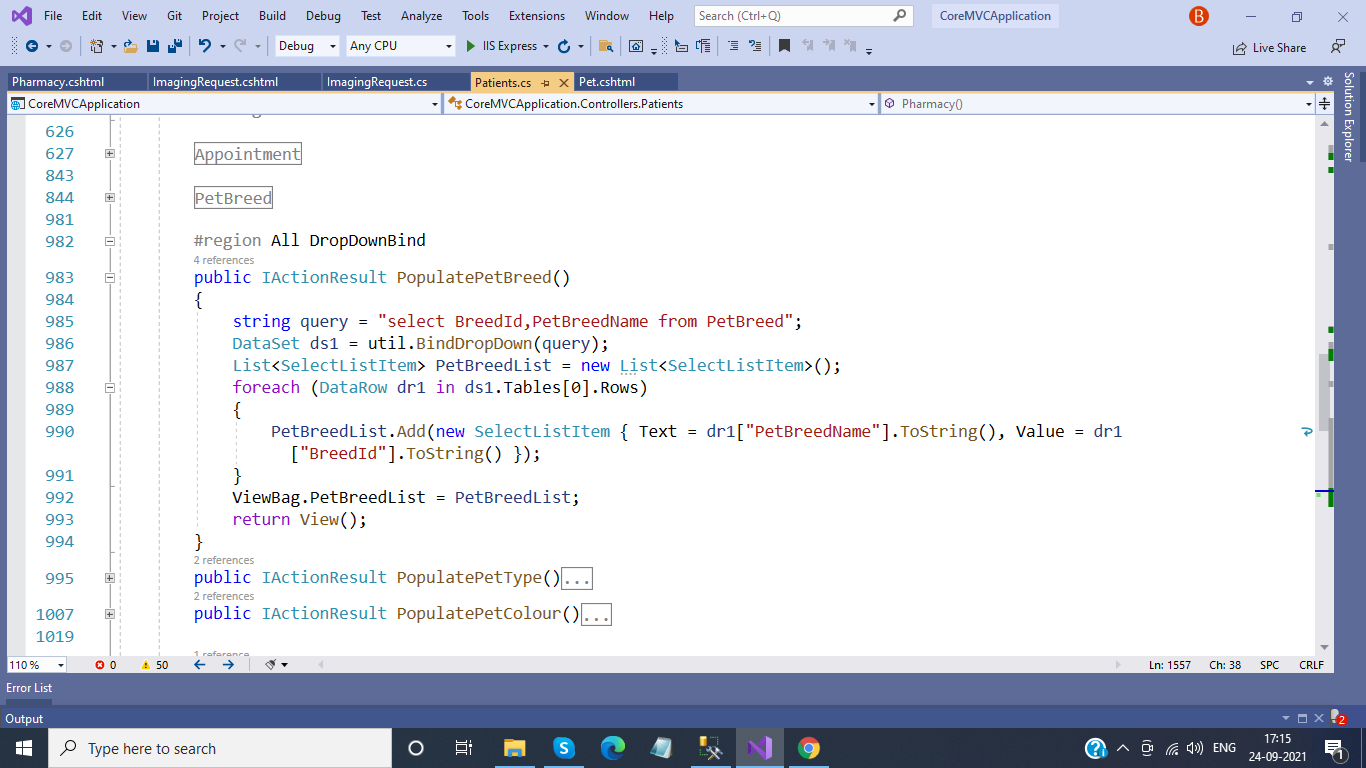 File Edit View Git Project Build Debug Test Analyze Tools Extensions Window Help Search (Ctrl+Q) CoreMVCApplication B
Debug Any CPU IIS Express Live Share
Pharmacy.cshtml ImagingRequest.cshtml ImagingRequest.cs Patients.cs Pet.cshtml
CoreMVCApplication CoreMVCApplication.Controllers.Patients Pharmacy()
Solution Explorer
626
627 Appointment
843
844 PetBreed
981
982 #region All DropDownBind
4 references
983 public IActionResult PopulatePetBreed()
984 {
985 string query = "select BreedId,PetBreedName from PetBreed";
986 DataSet ds1 = util.BindDropDown(query);
987 List<SelectListItem> PetBreedList = new List<SelectListItem>();
988 foreach (DataRow dr1 in ds1.Tables[0].Rows)
989 {
990 PetBreedList.Add(new SelectListItem { Text = dr1["PetBreedName"].ToString(), Value = dr1
["BreedId"].ToString() });
991 }
992 ViewBag.PetBreedList = PetBreedList;
993 return View();
994 }
2 references
995 public IActionResult PopulatePetType()...
2 references
1007 public IActionResult PopulatePetColour()...
1019
1 reference
110 % 0 50 Ln: 1557 Ch: 38 SPC CRLF
Error List
Output 2
Type here to search S ? ENG 17:15
24-09-2021 1